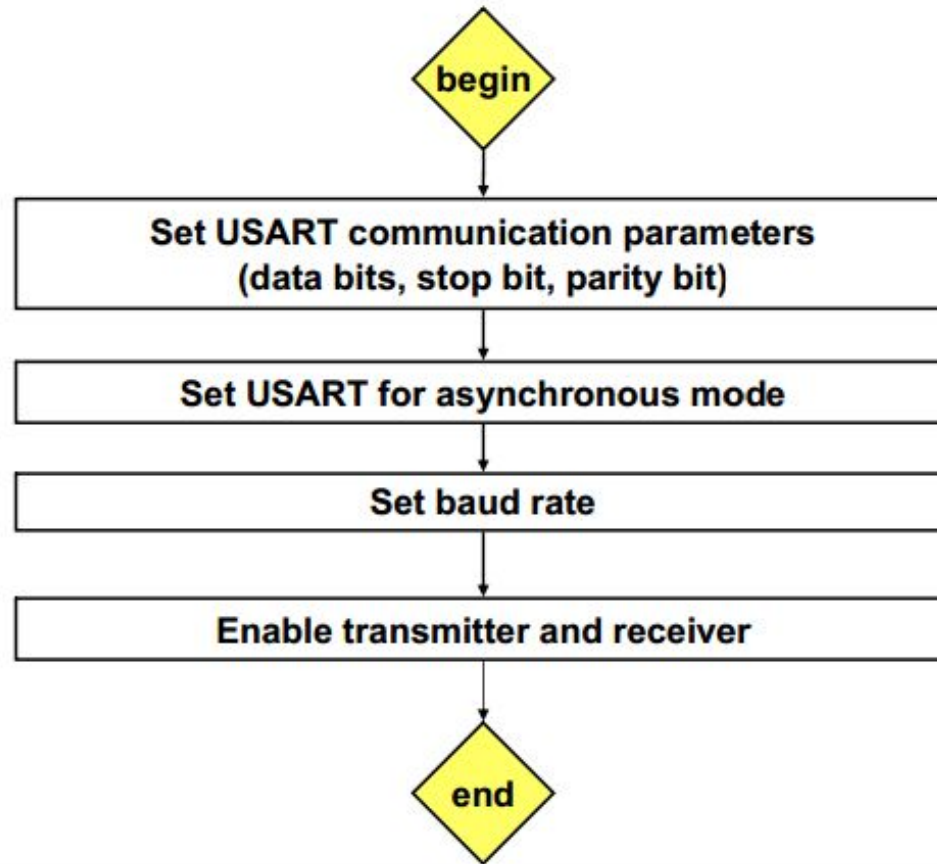 begin
Set USART communication parameters
(data bits, stop bit, parity bit)
Set USART for asynchronous mode
Set baud rate
Enable transmitter and receiver
end